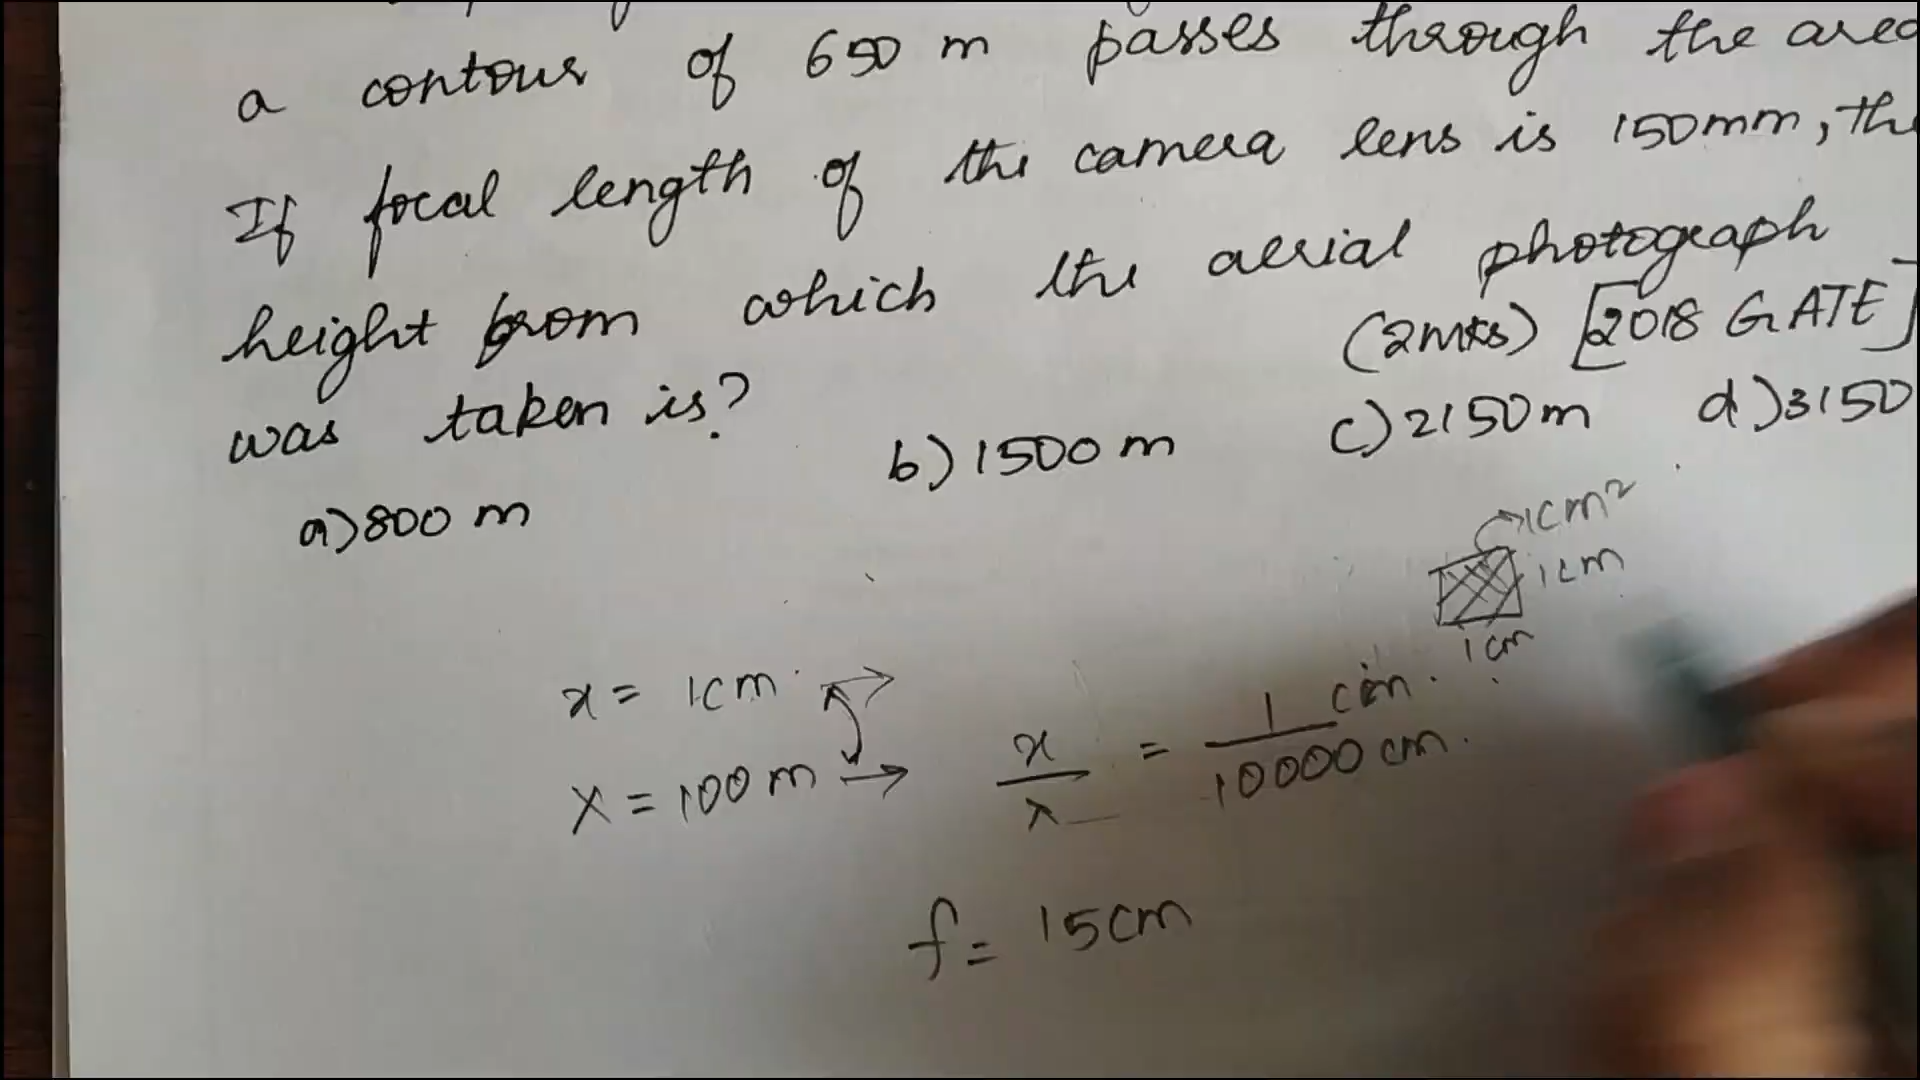 a contour of 650 m passes through the area
If focal length of the camera lens is 150mm, the
height from which the aerial photograph
was taken is? (2mks) [2018 GATE]
a) 800 m b) 1500 m c) 2150 m d) 3150
1cm²
1cm
1cm
x = 1cm
X = 100 m
x/X = 1 cm/10000 cm.
f = 15cm